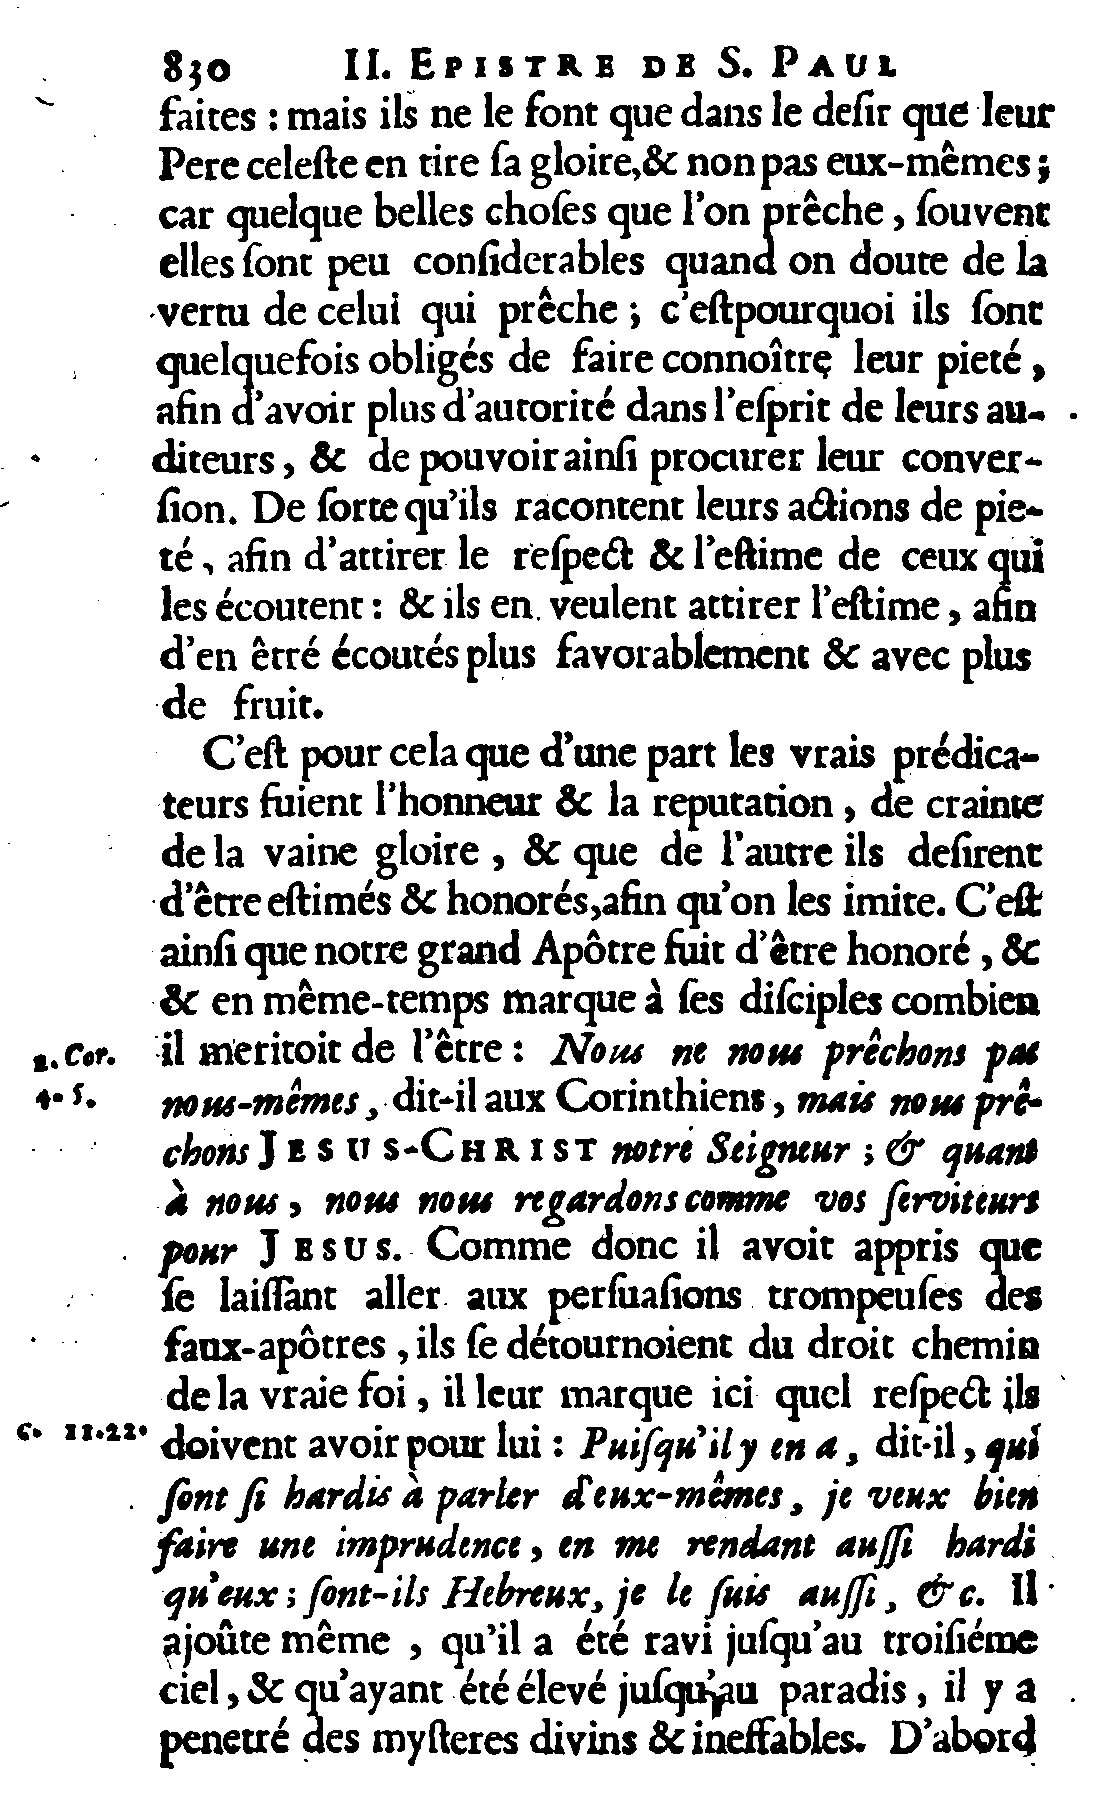 830 II. EPISTRE DE S. PAUL
faites : mais ils ne le font que dans le deſir que leur
Pere celeſte en tire ſa gloire, & non pas eux-mêmes ;
car quelque belles choſes que l'on prêche, ſouvent
elles ſont peu conſiderables quand on doute de la
vertu de celui qui prêche ; c'eſtpourquoi ils ſont
quelquefois obligés de faire connoître leur pieté,
afin d'avoir plus d'autorité dans l'eſprit de leurs au-
diteurs, & de pouvoir ainſi procurer leur conver-
ſion. De ſorte qu'ils racontent leurs actions de pie-
té, afin d'attirer le reſpect & l'eſtime de ceux qui
les écoutent : & ils en veulent attirer l'eſtime, afin
d'en être écoutés plus favorablement & avec plus
de fruit.
C'eſt pour cela que d'une part les vrais prédica-
teurs fuient l'honneur & la reputation, de crainte
de la vaine gloire, & que de l'autre ils deſirent
d'être eſtimés & honorés, afin qu'on les imite. C'eſt
ainſi que notre grand Apôtre fuit d'être honoré, &
& en même-temps marque à ſes diſciples combien
2. Cor. il meritoit de l'être : Nous ne nous prêchons pas
4. 5. nous-mêmes, dit-il aux Corinthiens, mais nous prê-
chons JESUS-CHRIST notre Seigneur ; & quant
à nous, nous nous regardons comme vos ſerviteurs
pour JESUS. Comme donc il avoit appris que
ſe laiſſant aller aux perſuaſions trompeuſes des
faux-apôtres, ils ſe détournoient du droit chemin
de la vraie foi, il leur marque ici quel reſpect ils
c. 11. 22. doivent avoir pour lui : Puiſqu'il y en a, dit-il, qui
ſont ſi hardis à parler d'eux-mêmes, je veux bien
faire une imprudence, en me rendant auſſi hardi
qu'eux ; ſont-ils Hebreux, je le ſuis auſſi, &c. Il
ajoûte même, qu'il a été ravi juſqu'au troiſiéme
ciel, & qu'ayant été élevé juſqu'au paradis, il y a
penetré des myſteres divins & ineffables. D'abord